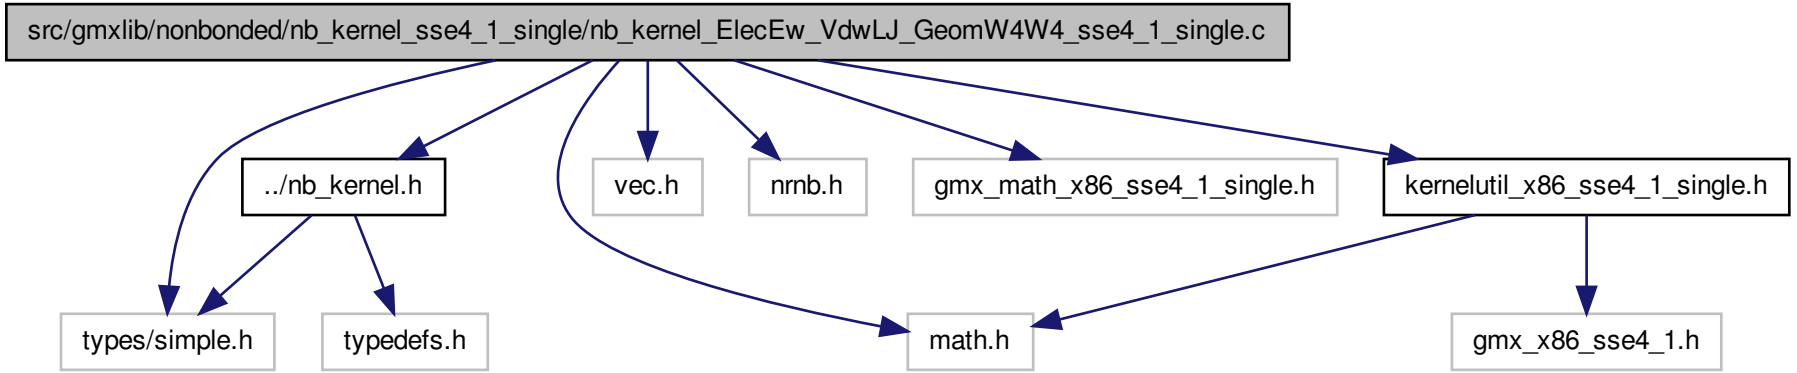 src/gmxlib/nonbonded/nb_kernel_sse4_1_single/nb_kernel_ElecEw_VdwLJ_GeomW4W4_sse4_1_single.c
../nb_kernel.h
vec.h
nrnb.h
gmx_math_x86_sse4_1_single.h
kernelutil_x86_sse4_1_single.h
types/simple.h
typedefs.h
math.h
gmx_x86_sse4_1.h